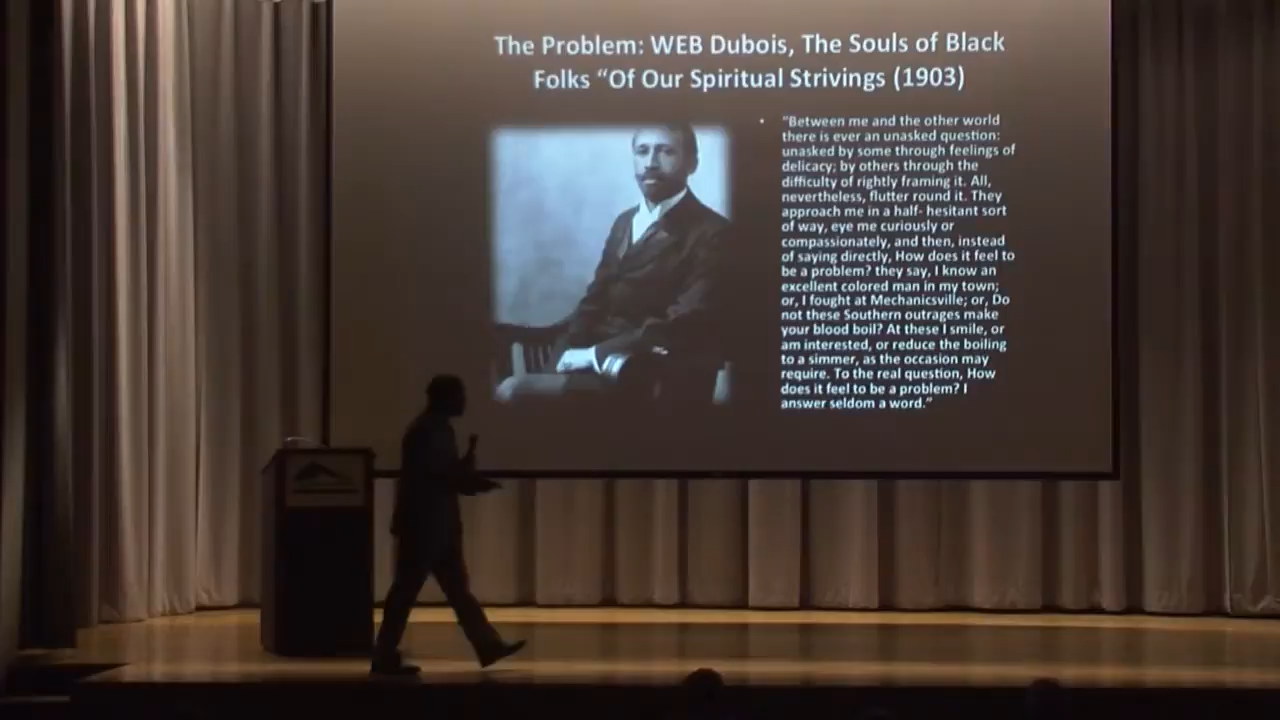 The Problem: WEB Dubois, The Souls of Black
Folks “Of Our Spiritual Strivings (1903)
• “Between me and the other world
there is ever an unasked question:
unasked by some through feelings of
delicacy; by others through the
difficulty of rightly framing it. All,
nevertheless, flutter round it. They
approach me in a half- hesitant sort
of way, eye me curiously or
compassionately, and then, instead
of saying directly, How does it feel to
be a problem? they say, I know an
excellent colored man in my town;
or, I fought at Mechanicsville; or, Do
not these Southern outrages make
your blood boil? At these I smile, or
am interested, or reduce the boiling
to a simmer, as the occasion may
require. To the real question, How
does it feel to be a problem? I
answer seldom a word.”